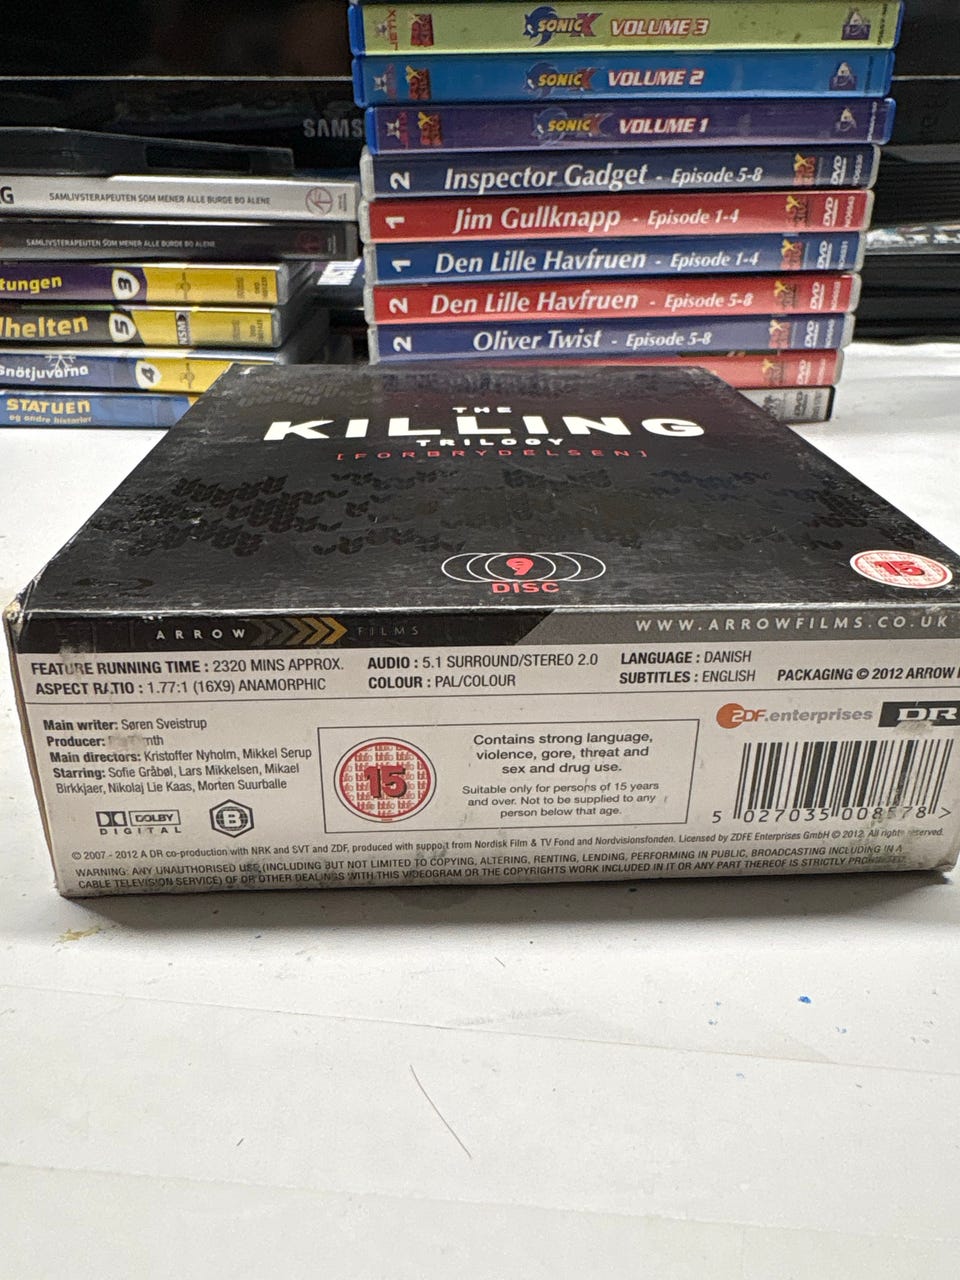 SONIC X VOLUME 3
SONIC X VOLUME 2
SONIC X VOLUME 1
SAMS
2 Inspector Gadget - Episode 5-8 DVD
1 Jim Gullknapp - Episode 1-4 DVD
1 Den Lille Havfruen - Episode 1-4 DVD
2 Den Lille Havfruen - Episode 5-8 DVD
2 Oliver Twist - Episode 5-8 DVD
DVD
DVD
G SAMLIVSTERAPEUTEN SOM MENER ALLE BURDE BO ALENE
SAMLIVSTERAPEUTEN SOM MENER ALLE BURDE BO ALENE
tungen 3
lhelten 5
snötjuvarna 4
STATUEN
og andre historier
THE
KILLING
TRILOGY
[FORBRYDELSEN]
9
DISC
15
ARROW FILMS
WWW.ARROWFILMS.CO.UK
FEATURE RUNNING TIME : 2320 MINS APPROX. AUDIO : 5.1 SURROUND/STEREO 2.0 LANGUAGE : DANISH
ASPECT RATIO : 1.77:1 (16X9) ANAMORPHIC COLOUR : PAL/COLOUR SUBTITLES : ENGLISH PACKAGING © 2012 ARROW
Main writer: Søren Sveistrup
Producer:
Main directors: Kristoffer Nyholm, Mikkel Serup
Starring: Sofie Gråbøl, Lars Mikkelsen, Mikael
Birkkjaer, Nikolaj Lie Kaas, Morten Suurballe
DOLBY
DIGITAL
B
15
Contains strong language,
violence, gore, threat and
sex and drug use.
Suitable only for persons of 15 years
and over. Not to be supplied to any
person below that age.
ZDF.enterprises DR
5 027035 008578 >
© 2007 - 2012 A DR co-production with NRK and SVT and ZDF, produced with support from Nordisk Film & TV Fond and Nordvisionsfonden. Licensed by ZDFE Enterprises GmbH © 2012. All rights reserved.
WARNING: ANY UNAUTHORISED USE (INCLUDING BUT NOT LIMITED TO COPYING, ALTERING, RENTING, LENDING, PERFORMING IN PUBLIC, BROADCASTING INCLUDING IN A
CABLE TELEVISION SERVICE) OF OR OTHER DEALINGS WITH THIS VIDEOGRAM OR THE COPYRIGHTS WORK INCLUDED IN IT OR ANY PART THEREOF IS STRICTLY PROHIBITED.